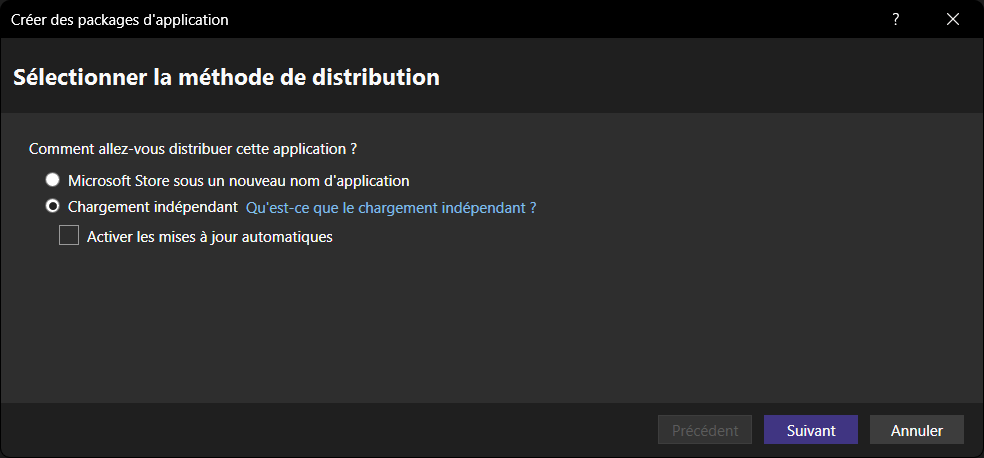 Créer des packages d'application
?
Sélectionner la méthode de distribution
Comment allez-vous distribuer cette application ?
Microsoft Store sous un nouveau nom d'application
Chargement indépendant Qu'est-ce que le chargement indépendant ?
Activer les mises à jour automatiques
Précédent Suivant Annuler